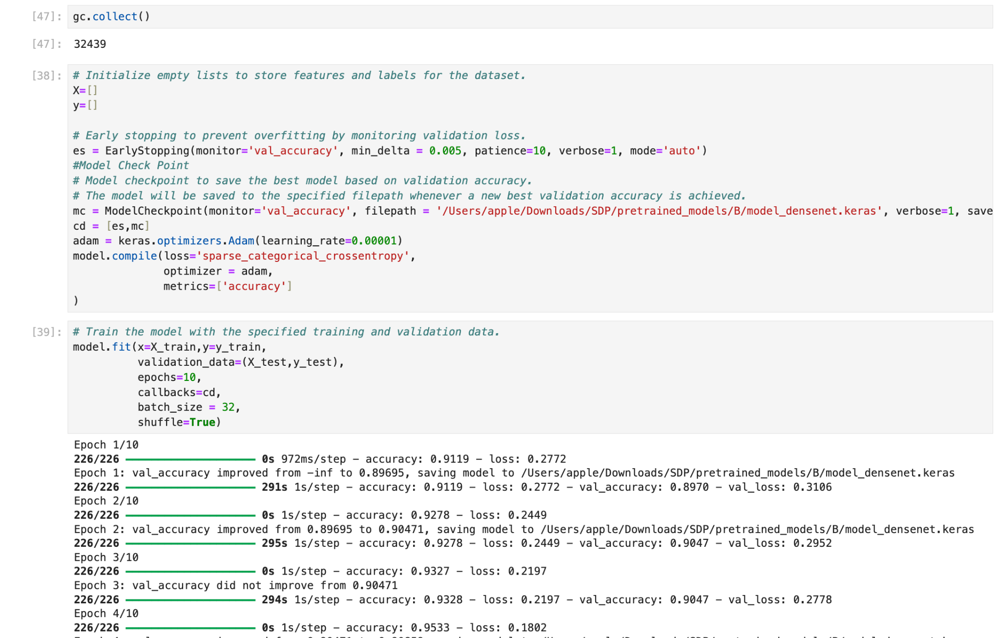 [47]: gc.collect()
[47]: 32439
[38]: # Initialize empty lists to store features and labels for the dataset.
X=[]
y=[]
# Early stopping to prevent overfitting by monitoring validation loss.
es = EarlyStopping(monitor='val_accuracy', min_delta = 0.005, patience=10, verbose=1, mode='auto')
#Model Check Point
# Model checkpoint to save the best model based on validation accuracy.
# The model will be saved to the specified filepath whenever a new best validation accuracy is achieved.
mc = ModelCheckpoint(monitor='val_accuracy', filepath = '/Users/apple/Downloads/SDP/pretrained_models/B/model_densenet.keras', verbose=1, save
cd = [es,mc]
adam = keras.optimizers.Adam(learning_rate=0.00001)
model.compile(loss='sparse_categorical_crossentropy',
optimizer = adam,
metrics=['accuracy']
)
[39]: # Train the model with the specified training and validation data.
model.fit(x=X_train,y=y_train,
validation_data=(X_test,y_test),
epochs=10,
callbacks=cd,
batch_size = 32,
shuffle=True)
Epoch 1/10
226/226 0s 972ms/step – accuracy: 0.9119 – loss: 0.2772
Epoch 1: val_accuracy improved from –inf to 0.89695, saving model to /Users/apple/Downloads/SDP/pretrained_models/B/model_densenet.keras
226/226 291s 1s/step – accuracy: 0.9119 – loss: 0.2772 – val_accuracy: 0.8970 – val_loss: 0.3106
Epoch 2/10
226/226 0s 1s/step – accuracy: 0.9278 – loss: 0.2449
Epoch 2: val_accuracy improved from 0.89695 to 0.90471, saving model to /Users/apple/Downloads/SDP/pretrained_models/B/model_densenet.keras
226/226 295s 1s/step – accuracy: 0.9278 – loss: 0.2449 – val_accuracy: 0.9047 – val_loss: 0.2952
Epoch 3/10
226/226 0s 1s/step – accuracy: 0.9327 – loss: 0.2197
Epoch 3: val_accuracy did not improve from 0.90471
226/226 294s 1s/step – accuracy: 0.9328 – loss: 0.2197 – val_accuracy: 0.9047 – val_loss: 0.2778
Epoch 4/10
226/226 0s 1s/step – accuracy: 0.9533 – loss: 0.1802